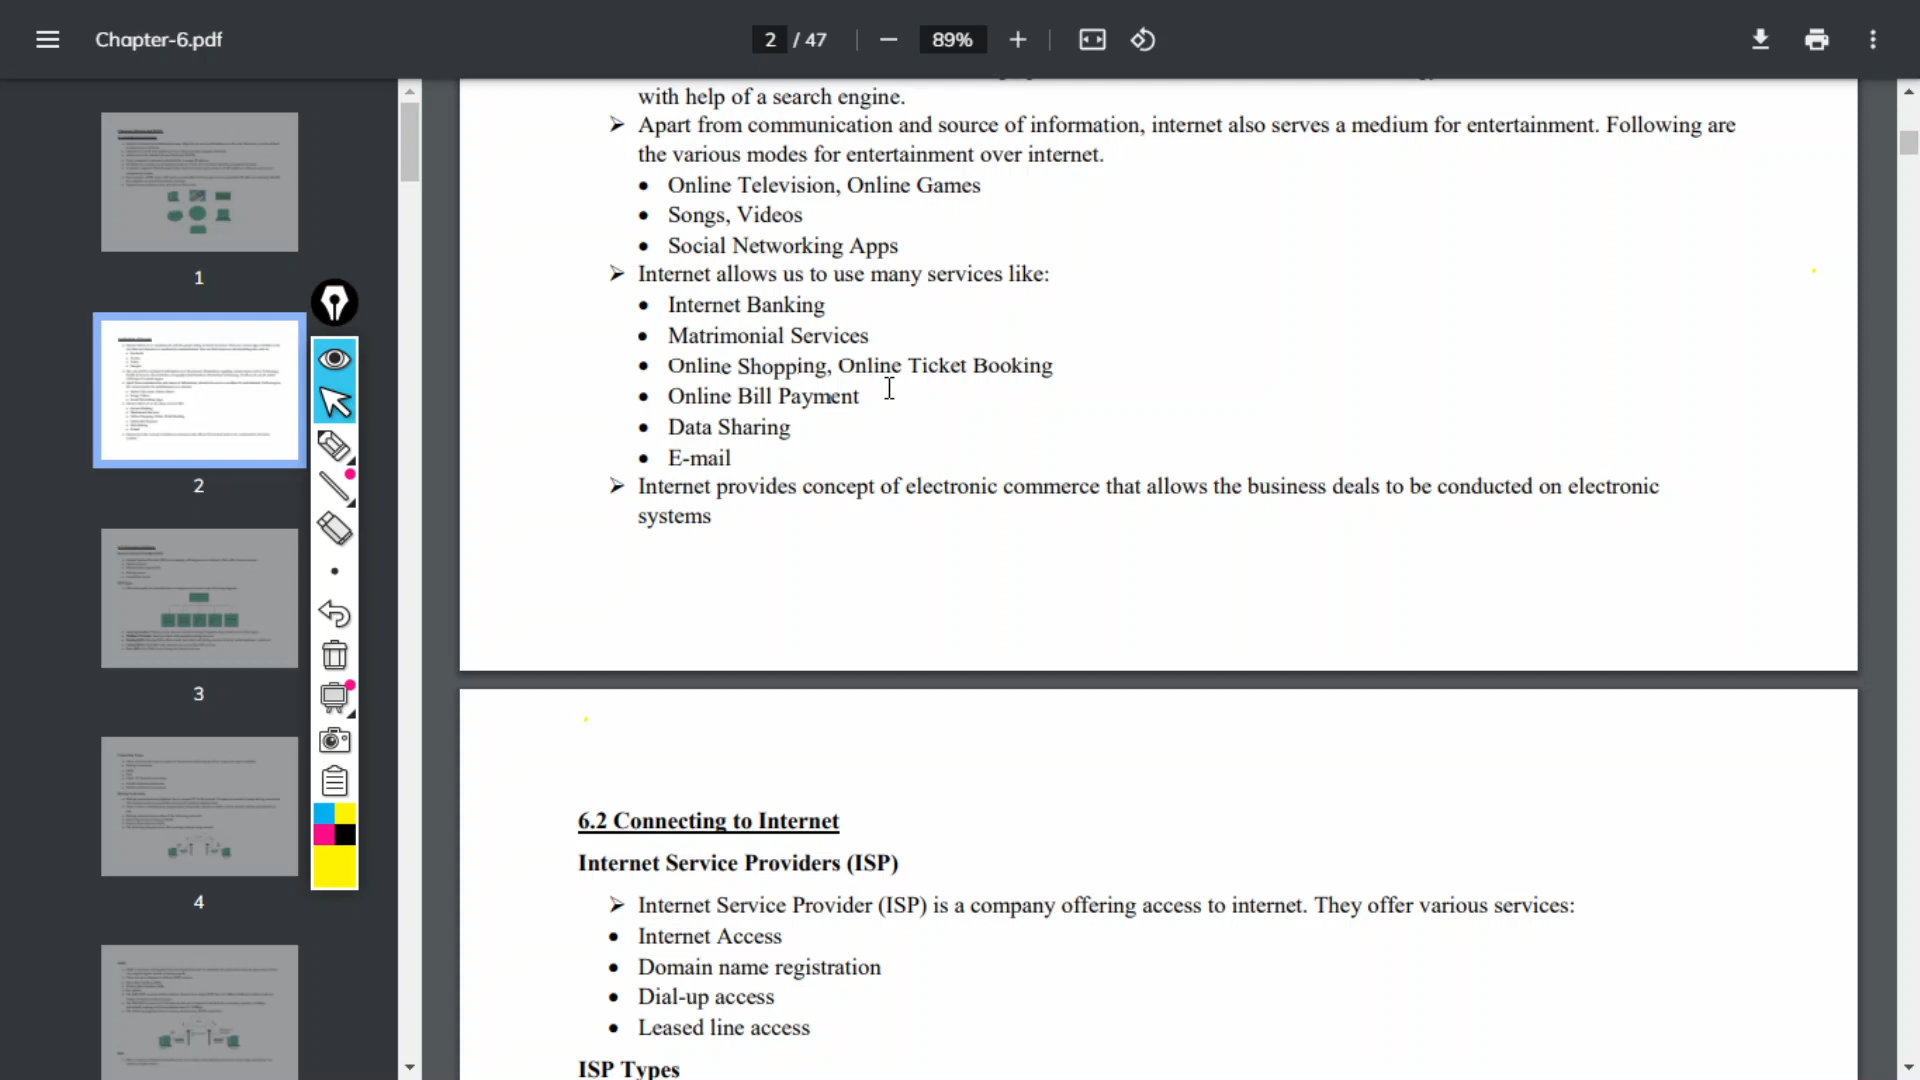 Chapter-6.pdf
2 / 47
89%
with help of a search engine.
➢ Apart from communication and source of information, internet also serves a medium for entertainment. Following are
the various modes for entertainment over internet.
• Online Television, Online Games
• Songs, Videos
• Social Networking Apps
➢ Internet allows us to use many services like:
• Internet Banking
• Matrimonial Services
• Online Shopping, Online Ticket Booking
• Online Bill Payment
• Data Sharing
• E-mail
➢ Internet provides concept of electronic commerce that allows the business deals to be conducted on electronic
systems
6.2 Connecting to Internet
Internet Service Providers (ISP)
➢ Internet Service Provider (ISP) is a company offering access to internet. They offer various services:
• Internet Access
• Domain name registration
• Dial-up access
• Leased line access
ISP Types
1
2
3
4